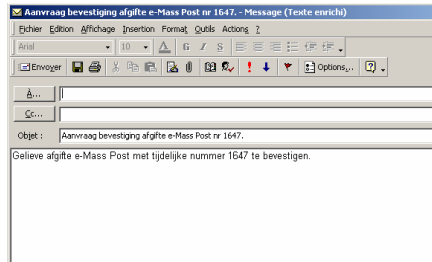 Aanvraag bevestiging afgifte e-Mass Post nr 1647. - Message (Texte enrichi)
Fichier Edition Affichage Insertion Format Outils Actions ?
Arial 10 A G I S
Envoyer Options... ?
À...
Cc...
Objet : Aanvraag bevestiging afgifte e-Mass Post nr 1647.
Gelieve afgifte e-Mass Post met tijdelijke nummer 1647 te bevestigen.